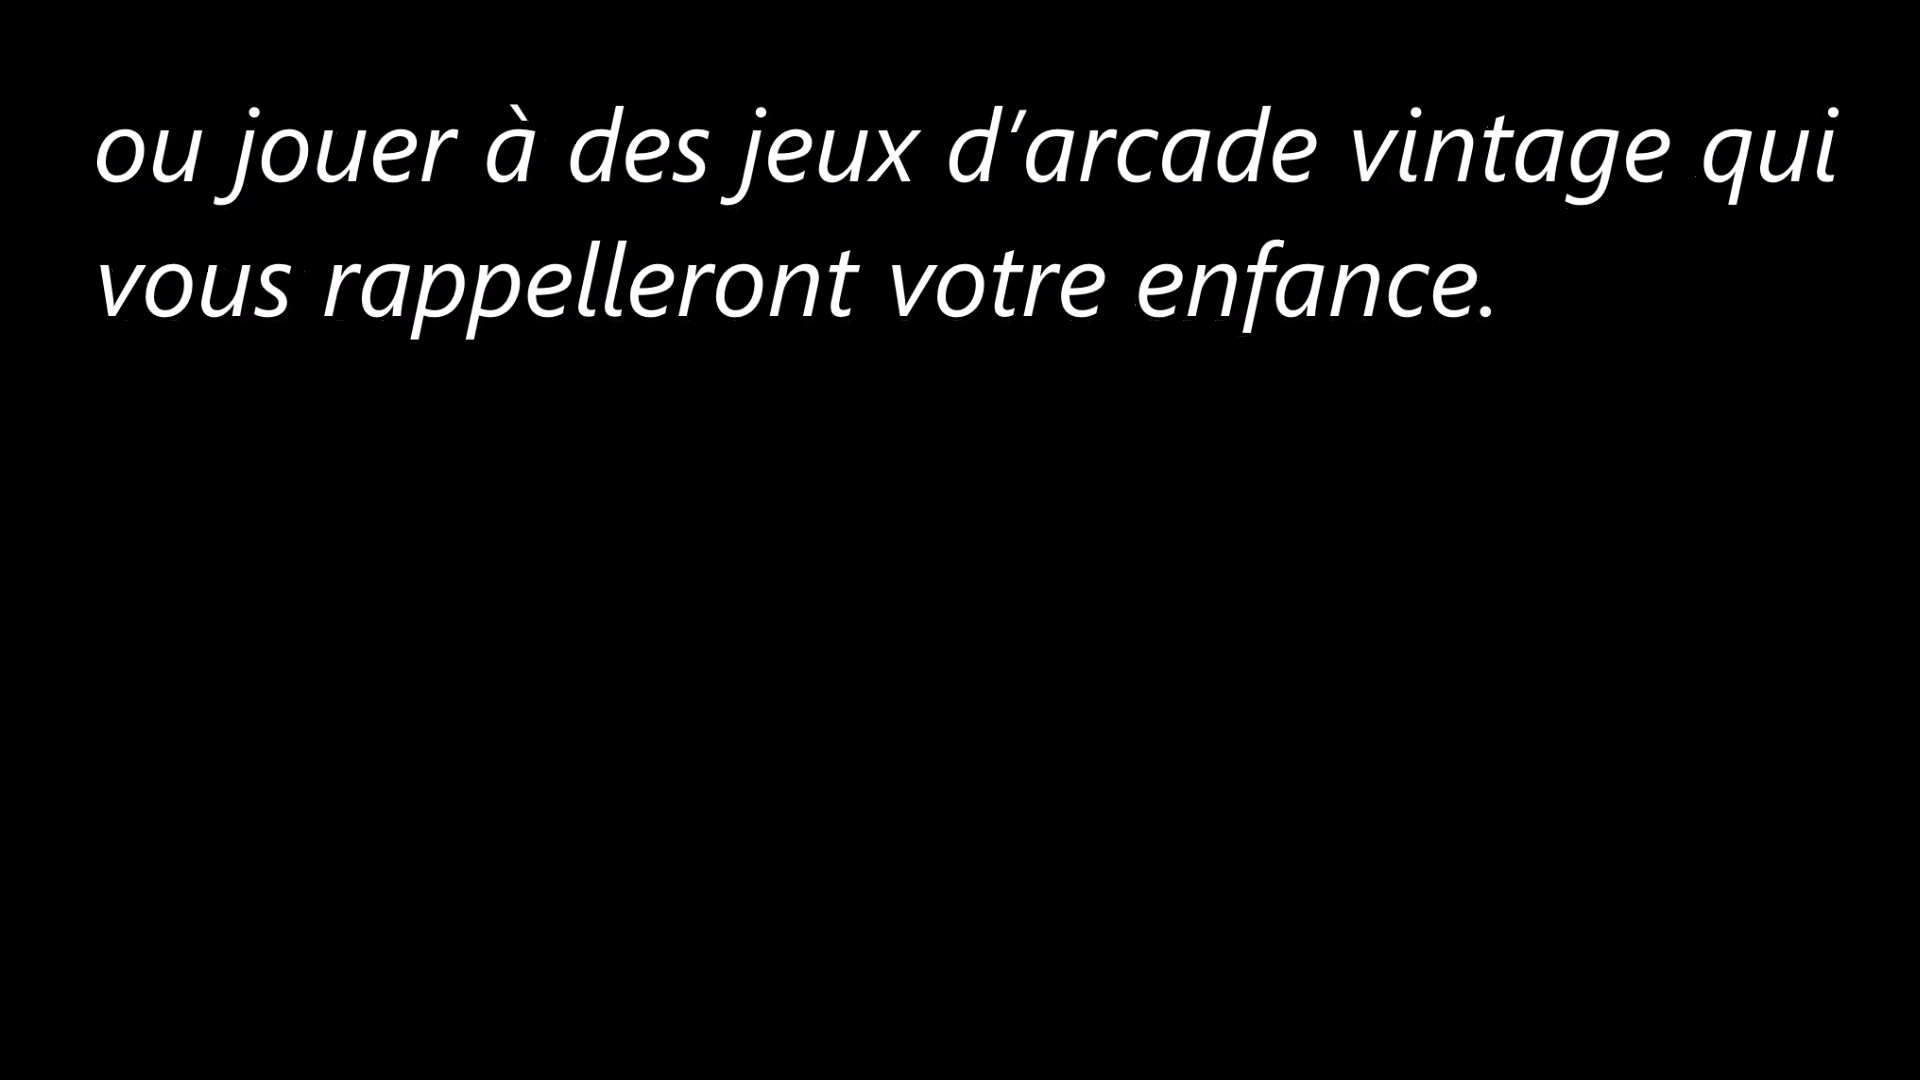 ou jouer à des jeux d’arcade vintage qui
vous rappelleront votre enfance.